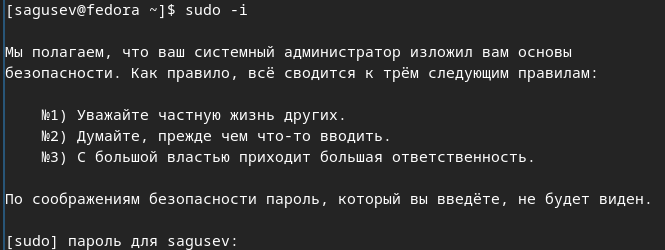 [sagusev@fedora ~]$ sudo -i
Мы полагаем, что ваш системный администратор изложил вам основы
безопасности. Как правило, всё сводится к трём следующим правилам:
№1) Уважайте частную жизнь других.
№2) Думайте, прежде чем что-то вводить.
№3) С большой властью приходит большая ответственность.
По соображениям безопасности пароль, который вы введёте, не будет виден.
[sudo] пароль для sagusev: